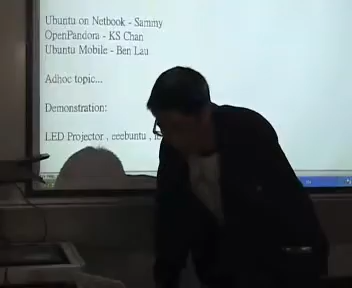 Ubuntu on Netbook - Sammy
OpenPandora - KS Chan
Ubuntu Mobile - Ben Lau
Adhoc topic...
Demonstration:
LED Projector , eeebuntu ,